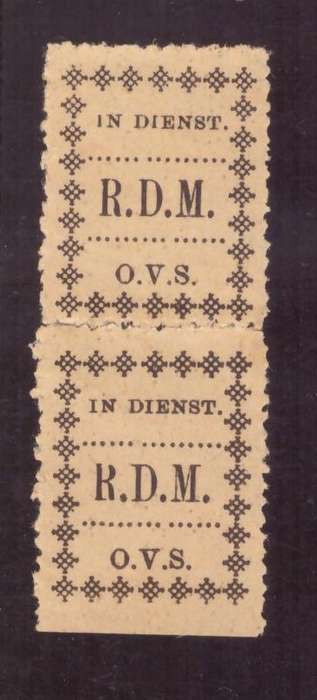 IN DIENST.
R.D.M.
O.V.S.
IN DIENST.
R.D.M.
O.V.S.